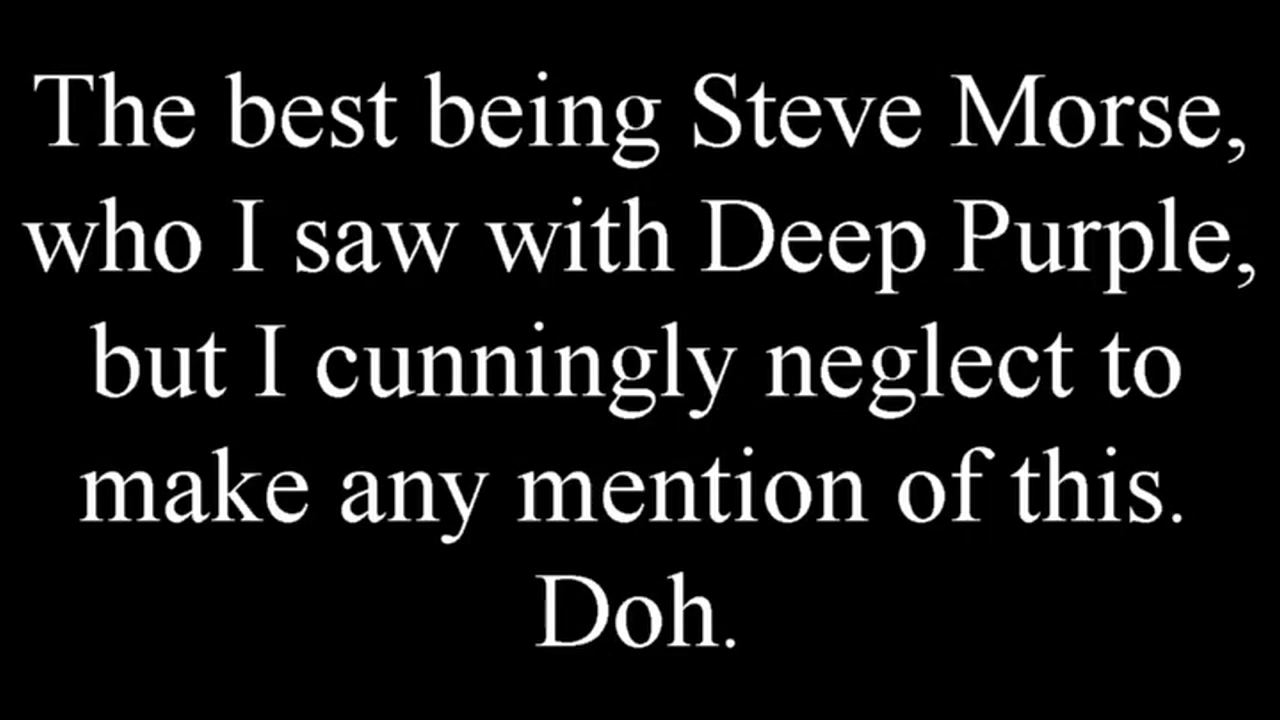 The best being Steve Morse,
who I saw with Deep Purple,
but I cunningly neglect to
make any mention of this.
Doh.